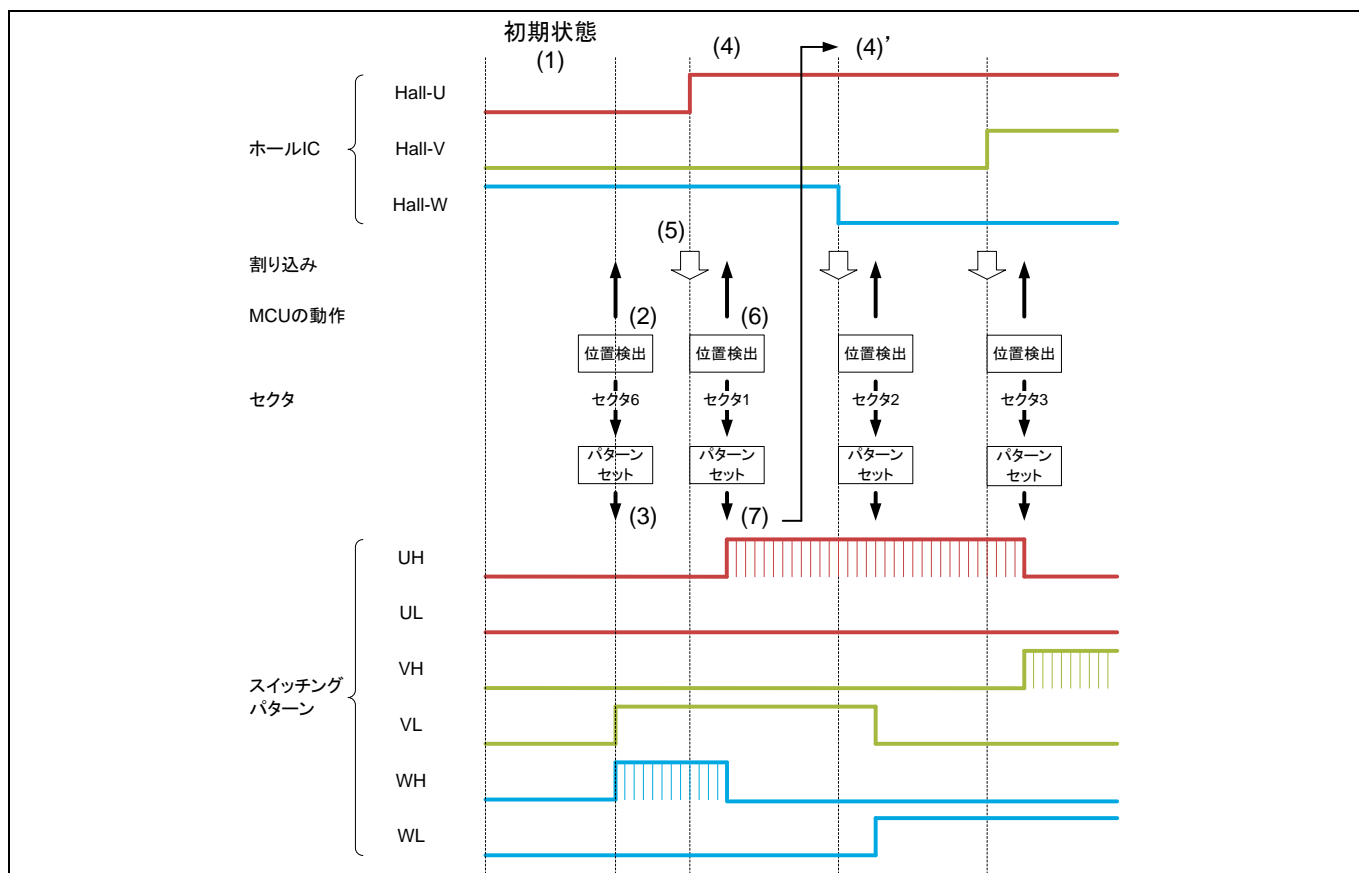 初期状態
(1)
(4)
(4)’
ホールIC
Hall-U
Hall-V
Hall-W
(5)
割り込み
MCUの動作
(2)
(6)
位置検出
位置検出
位置検出
位置検出
セクタ
セクタ6
セクタ1
セクタ2
セクタ3
パターン
セット
パターン
セット
パターン
セット
パターン
セット
(3)
(7)
スイッチング
パターン
UH
UL
VH
VL
WH
WL